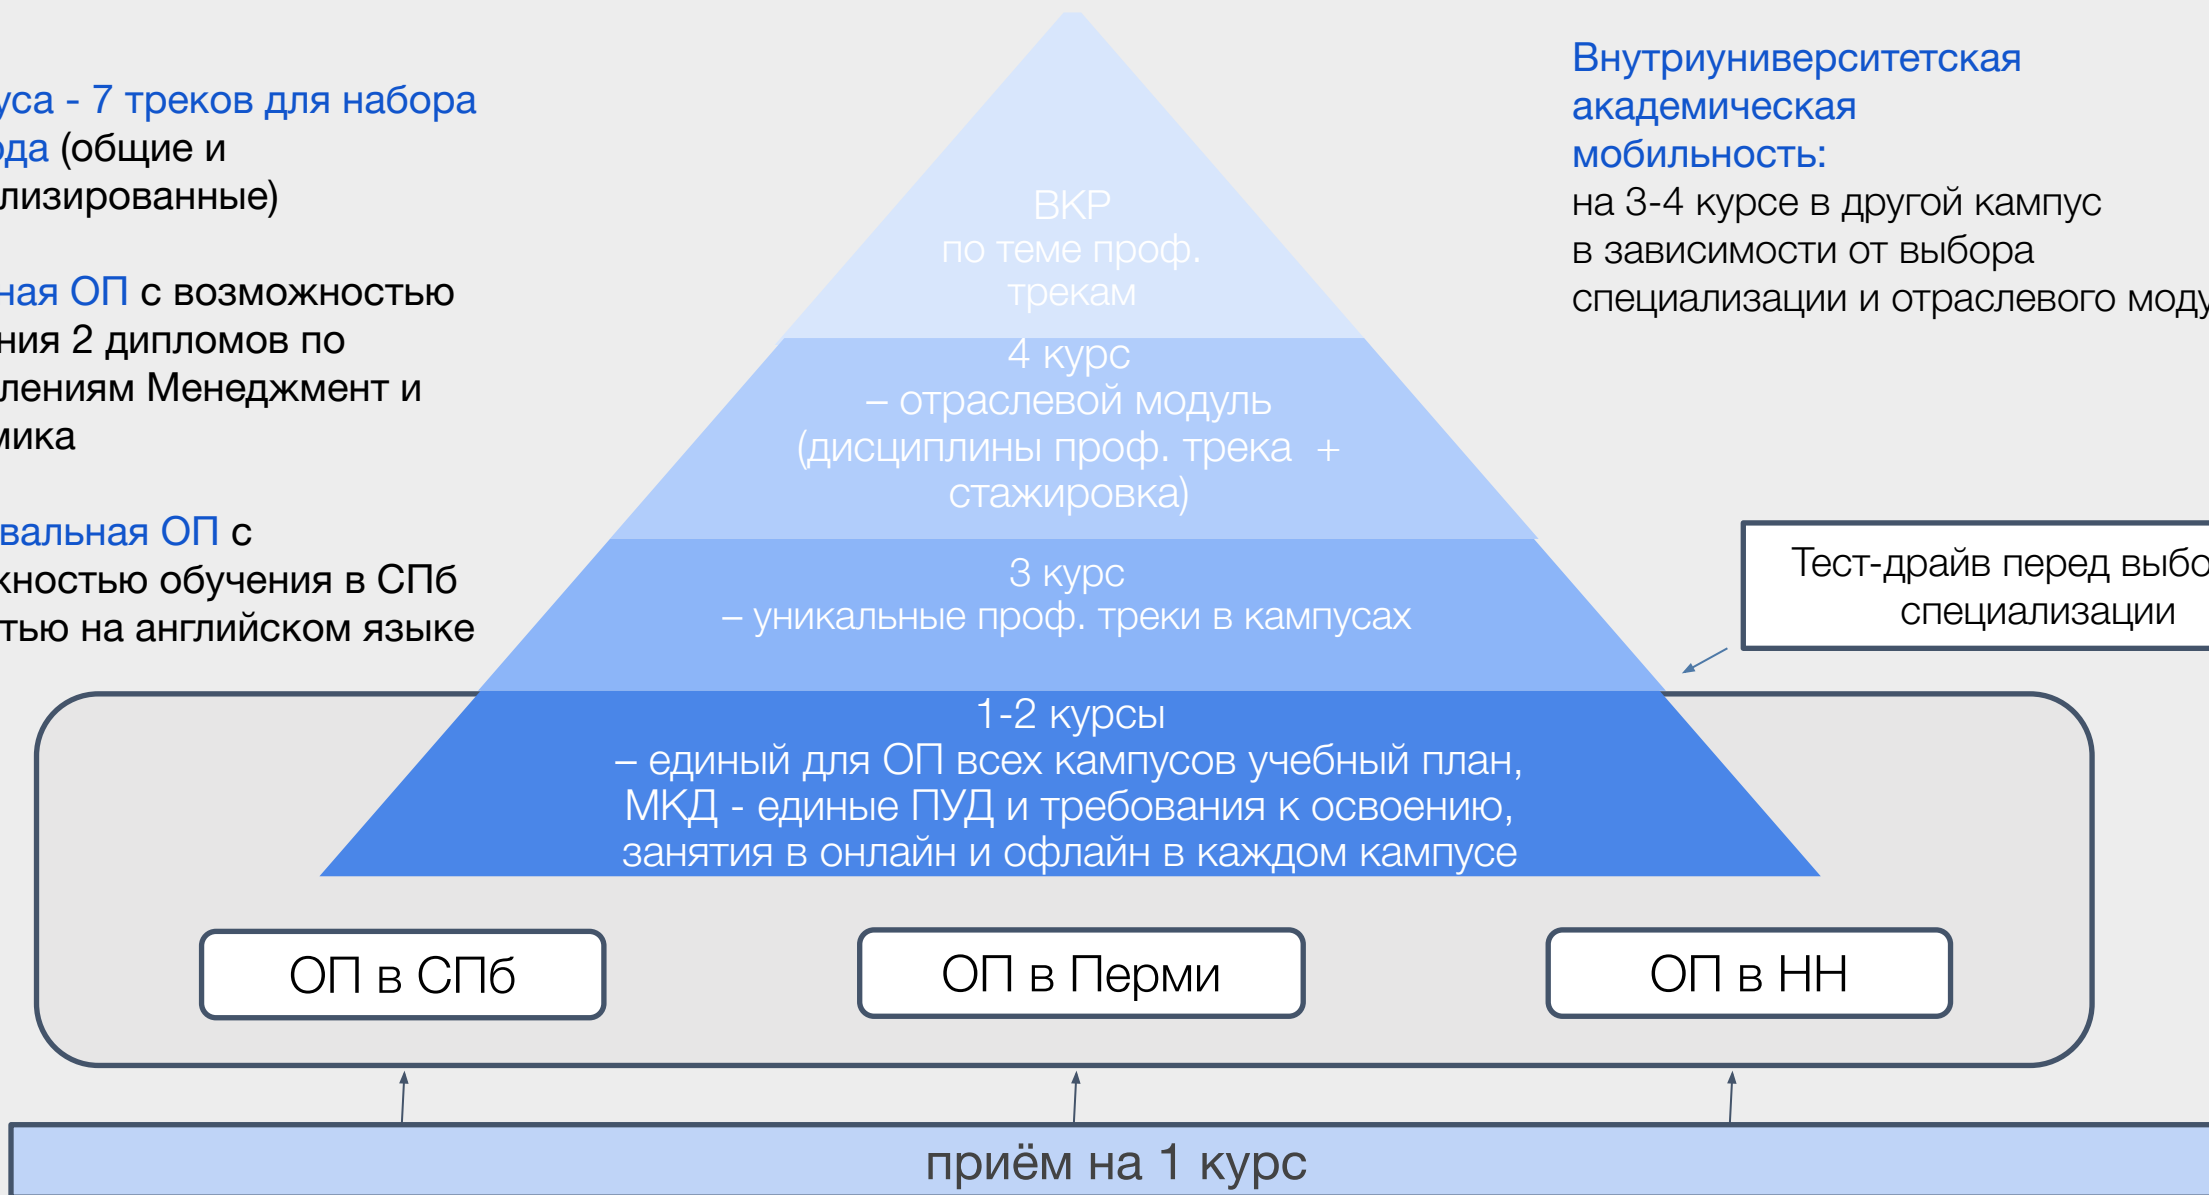 уса - 7 треков для набора
ода (общие и
лизированные)
ная ОП с возможностью
ния 2 дипломов по
лениям Менеджмент и
мика
вальная ОП с
жностью обучения в СПб
тью на английском языке
ВКР
по теме проф.
трекам
4 курс
– отраслевой модуль
(дисциплины проф. трека +
стажировка)
3 курс
– уникальные проф. треки в кампусах
1-2 курсы
– единый для ОП всех кампусов учебный план,
МКД - единые ПУД и требования к освоению,
занятия в онлайн и офлайн в каждом кампусе
Внутриуниверситетская
академическая
мобильность:
на 3-4 курсе в другой кампус
в зависимости от выбора
специализации и отраслевого моду
Тест-драйв перед выбо
специализации
ОП в СПб
ОП в Перми
ОП в НН
приём на 1 курс